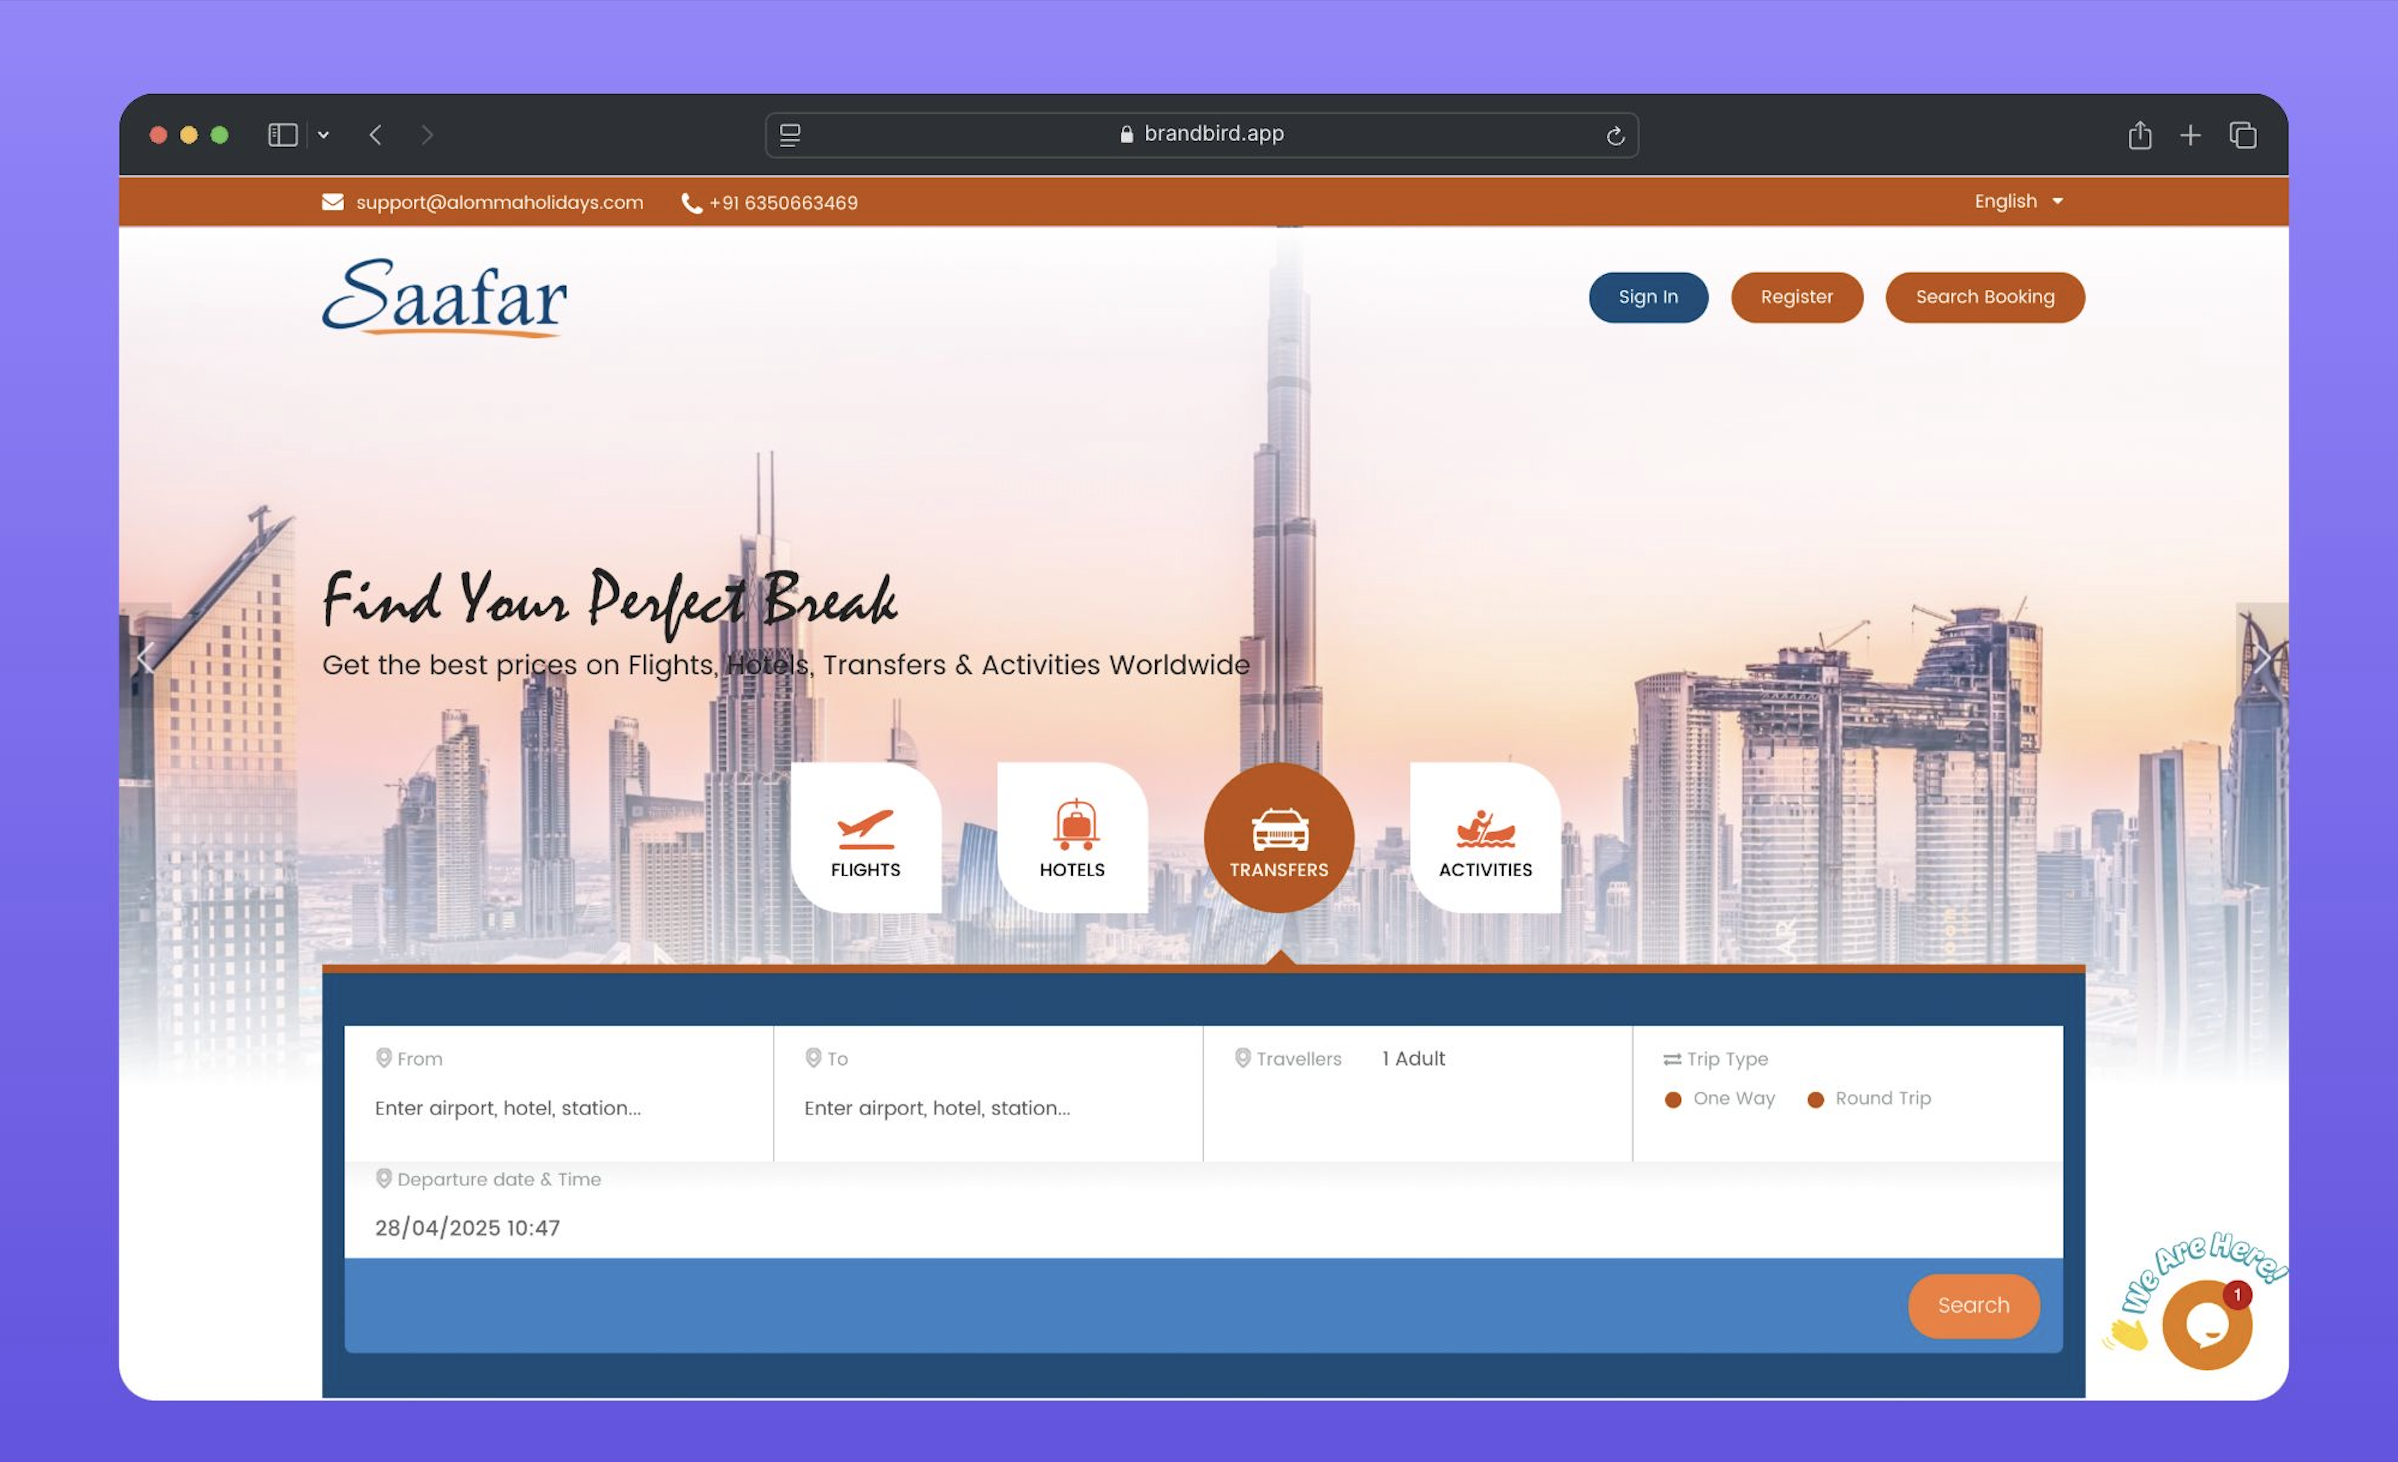 brandbird.app
support@alommaholidays.com +91 6350663469 English
Saafar
Sign In Register Search Booking
Find Your Perfect Break
Get the best prices on Flights, Hotels, Transfers & Activities Worldwide
FLIGHTS HOTELS TRANSFERS ACTIVITIES
From To Travellers 1 Adult Trip Type
Enter airport, hotel, station... Enter airport, hotel, station... One Way Round Trip
Departure date & Time
28/04/2025 10:47
We Are Here!
1
Search